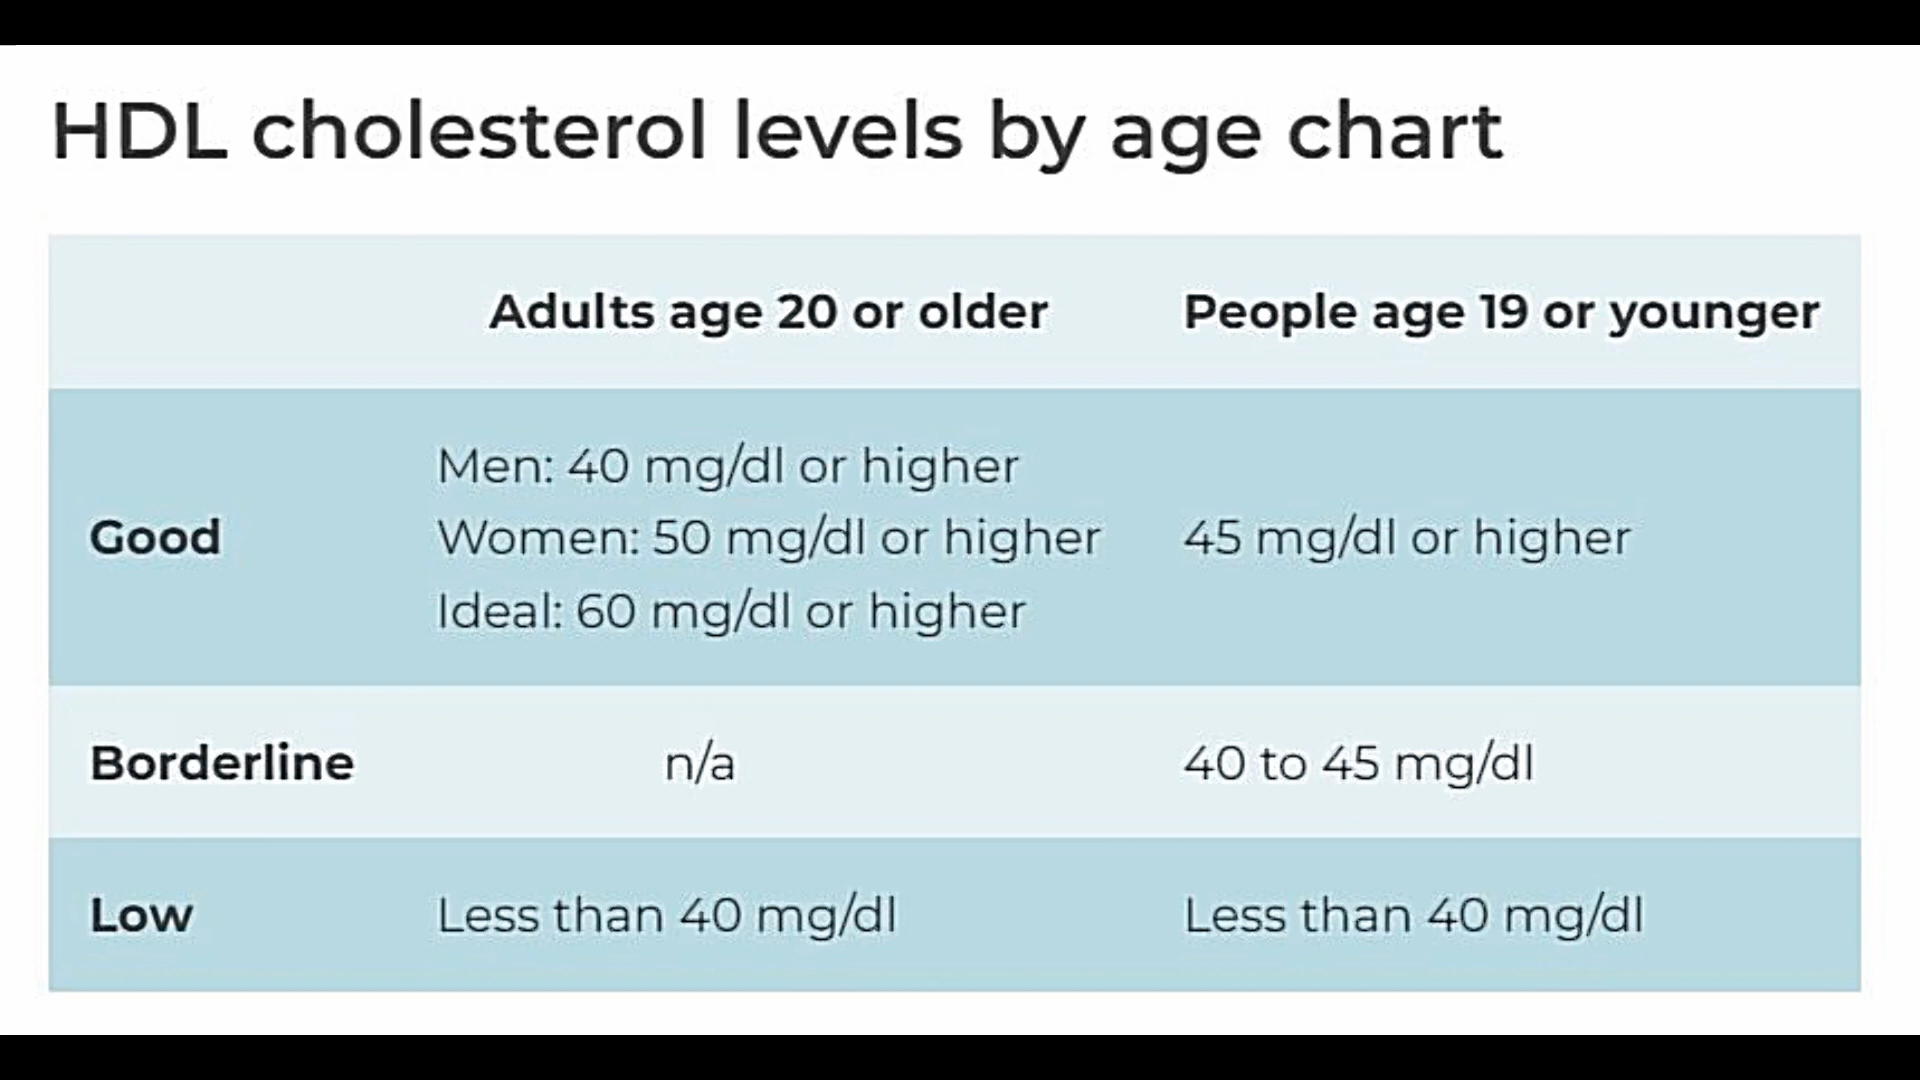 HDL cholesterol levels by age chart
Adults age 20 or older People age 19 or younger
Good
Men: 40 mg/dl or higher
Women: 50 mg/dl or higher
Ideal: 60 mg/dl or higher
45 mg/dl or higher
Borderline n/a 40 to 45 mg/dl
Low Less than 40 mg/dl Less than 40 mg/dl